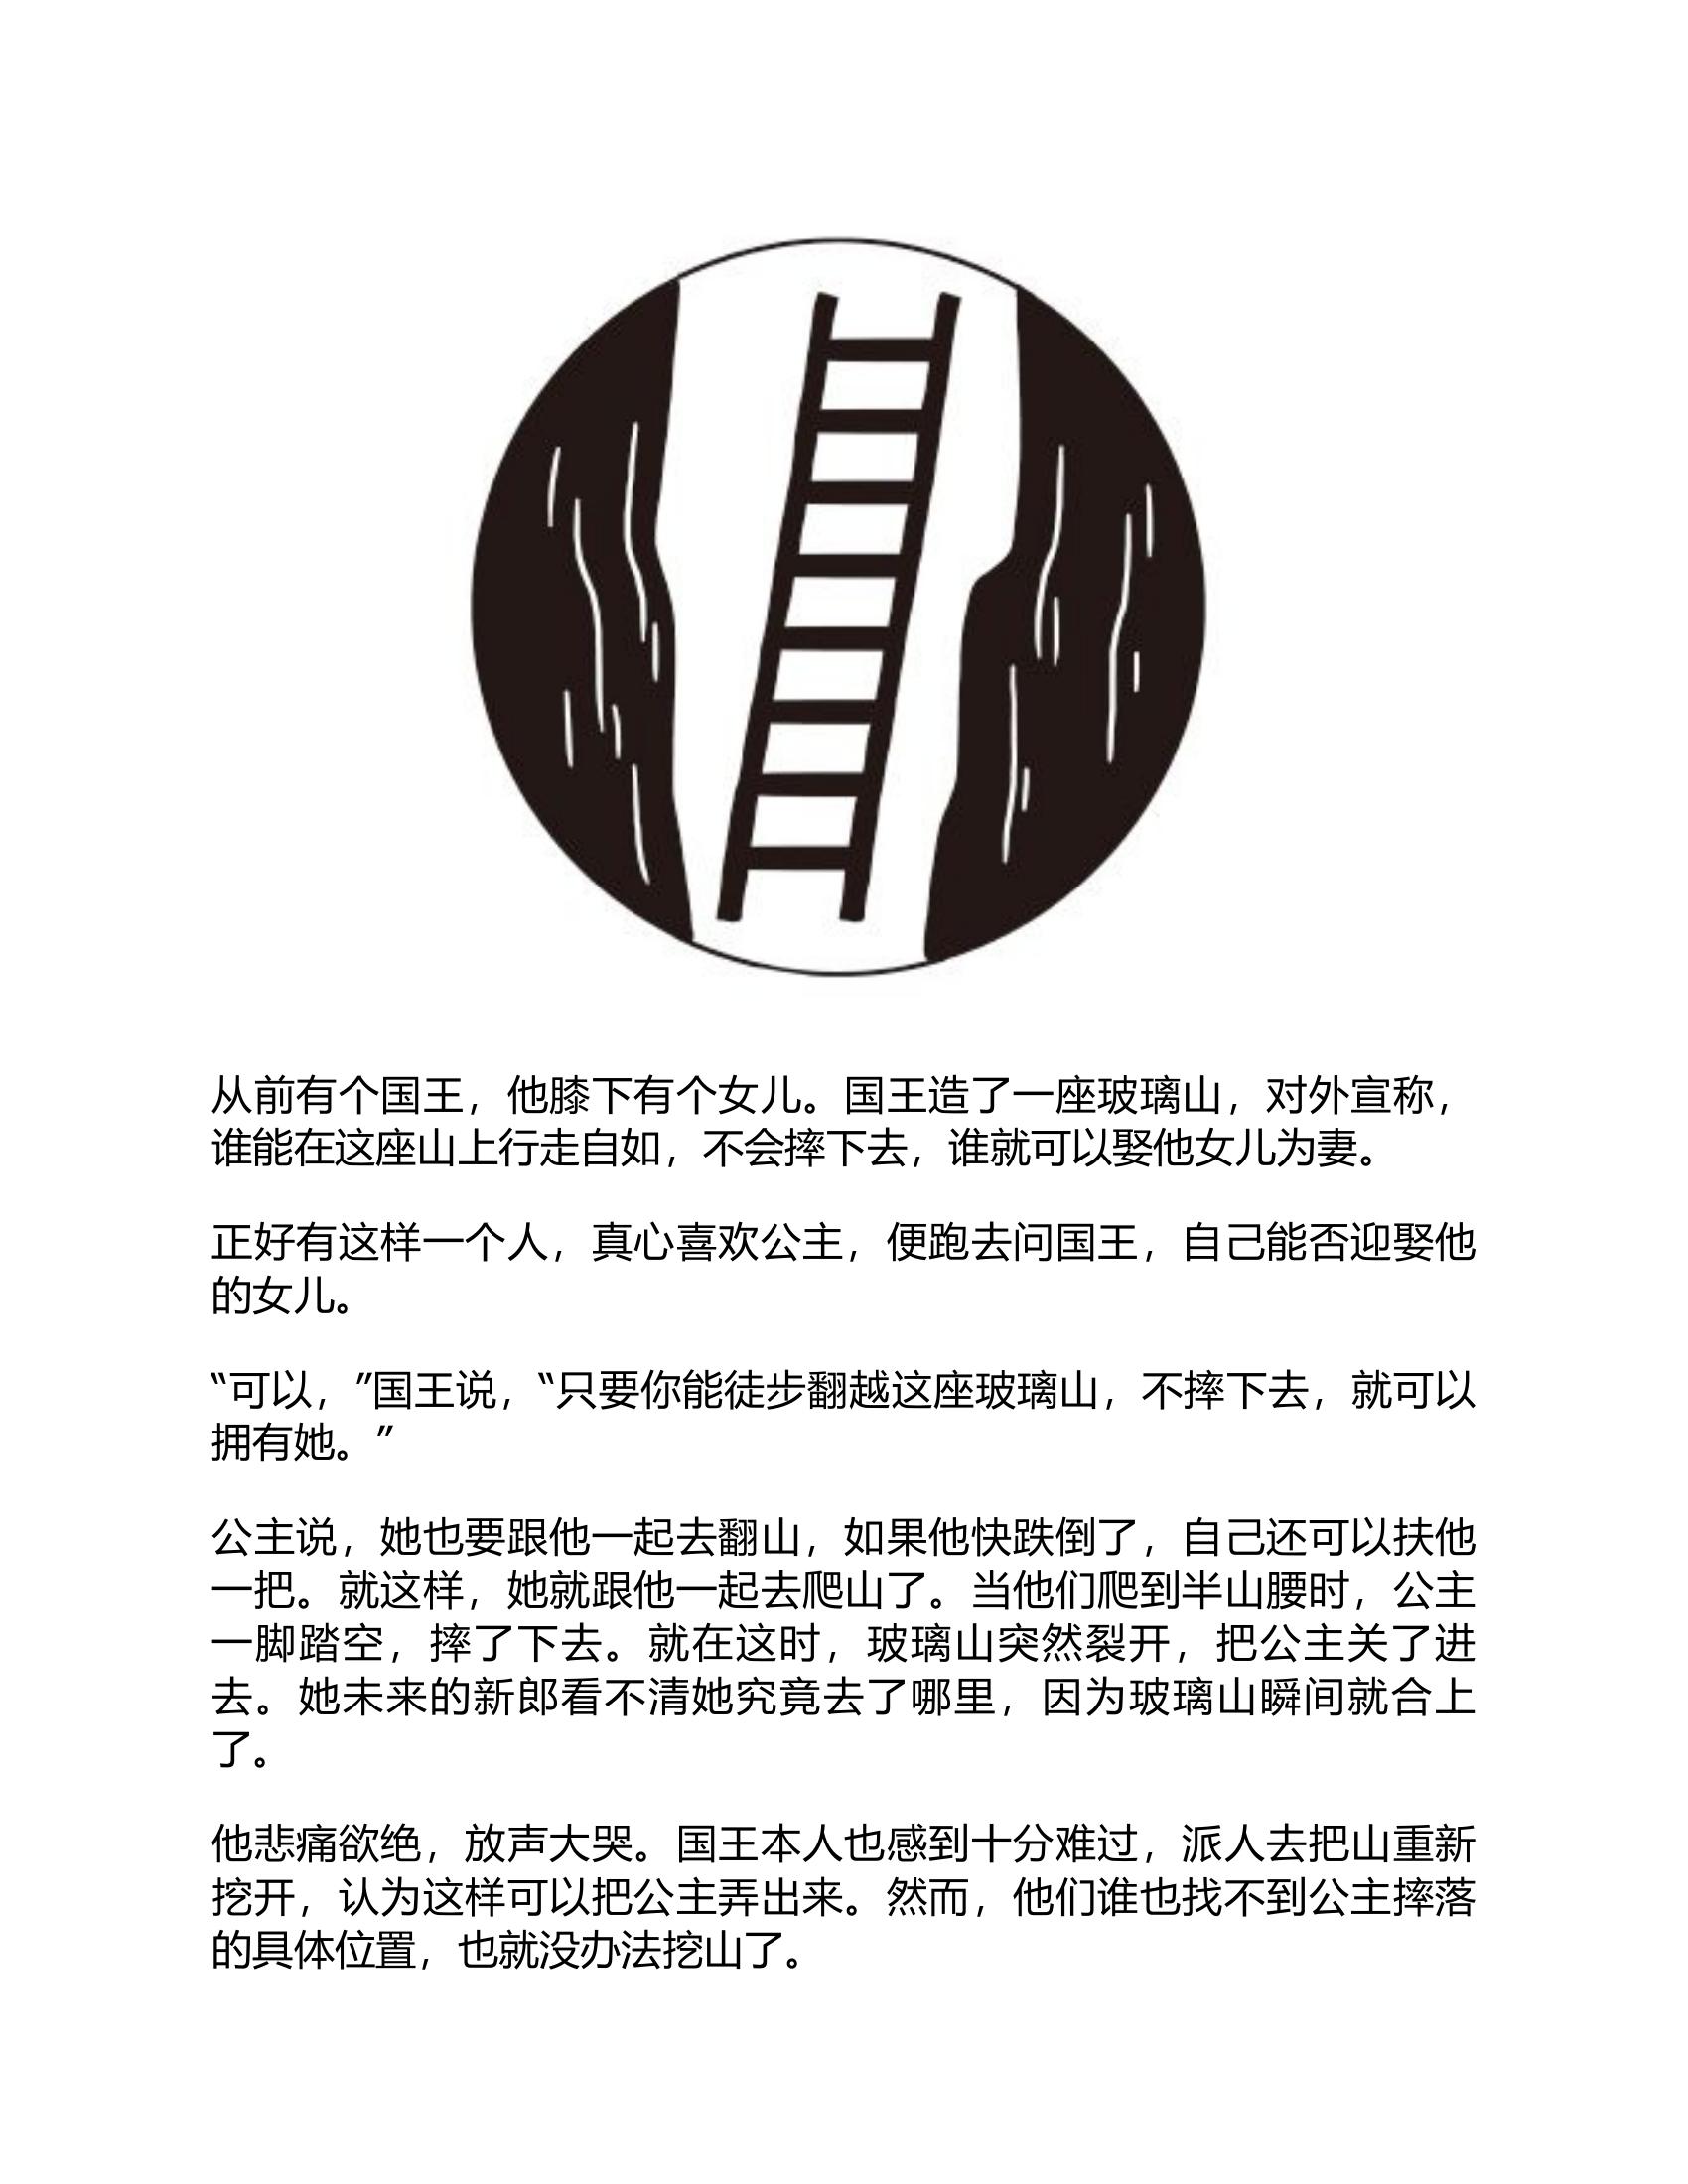 从前有个国王，他膝下有个女儿。国王造了一座玻璃山，对外宣称，
谁能在这座山上行走自如，不会摔下去，谁就可以娶他女儿为妻。
正好有这样一个人，真心喜欢公主，便跑去问国王，自己能否迎娶他
的女儿。
“可以，”国王说，“只要你能徒步翻越这座玻璃山，不摔下去，就可以
拥有她。”
公主说，她也要跟他一起去翻山，如果他快跌倒了，自己还可以扶他
一把。就这样，她就跟他一起去爬山了。当他们爬到半山腰时，公主
一脚踏空，摔了下去。就在这时，玻璃山突然裂开，把公主关了进
去。她未来的新郎看不清她究竟去了哪里，因为玻璃山瞬间就合上
了。
他悲痛欲绝，放声大哭。国王本人也感到十分难过，派人去把山重新
挖开，认为这样可以把公主弄出来。然而，他们谁也找不到公主摔落
的具体位置，也就没办法挖山了。